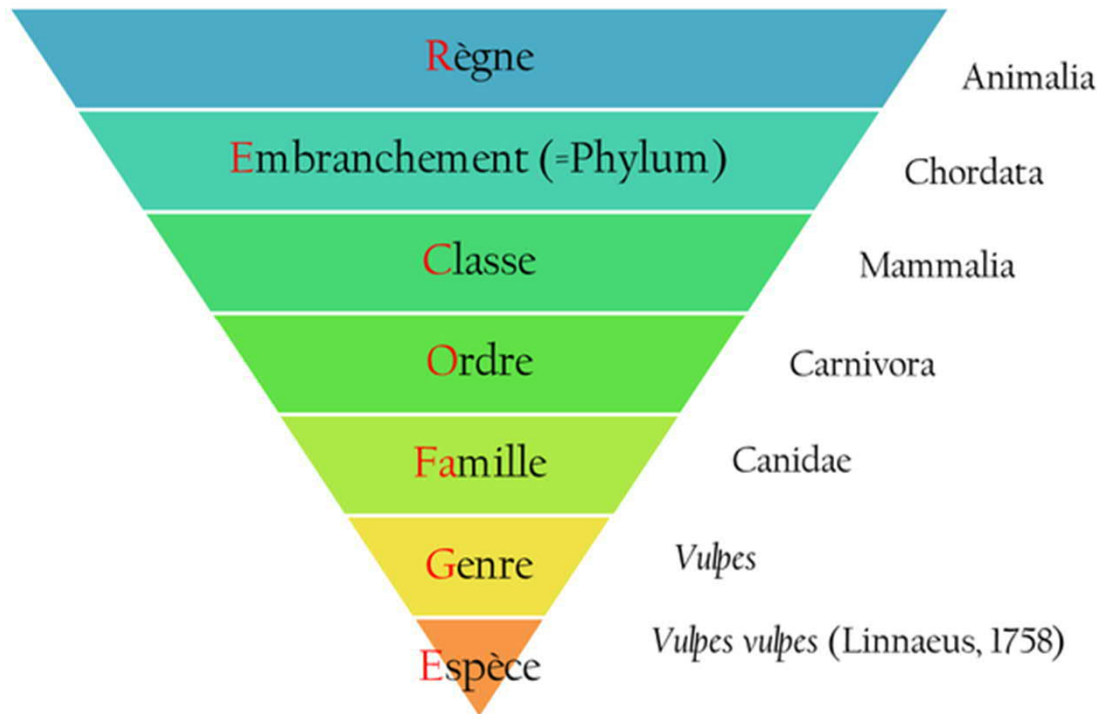 Règne
Animalia
Embranchement (=Phylum)
Chordata
Classe
Mammalia
Ordre
Carnivora
Famille
Canidae
Genre
Vulpes
Espèce
Vulpes vulpes (Linnaeus, 1758)